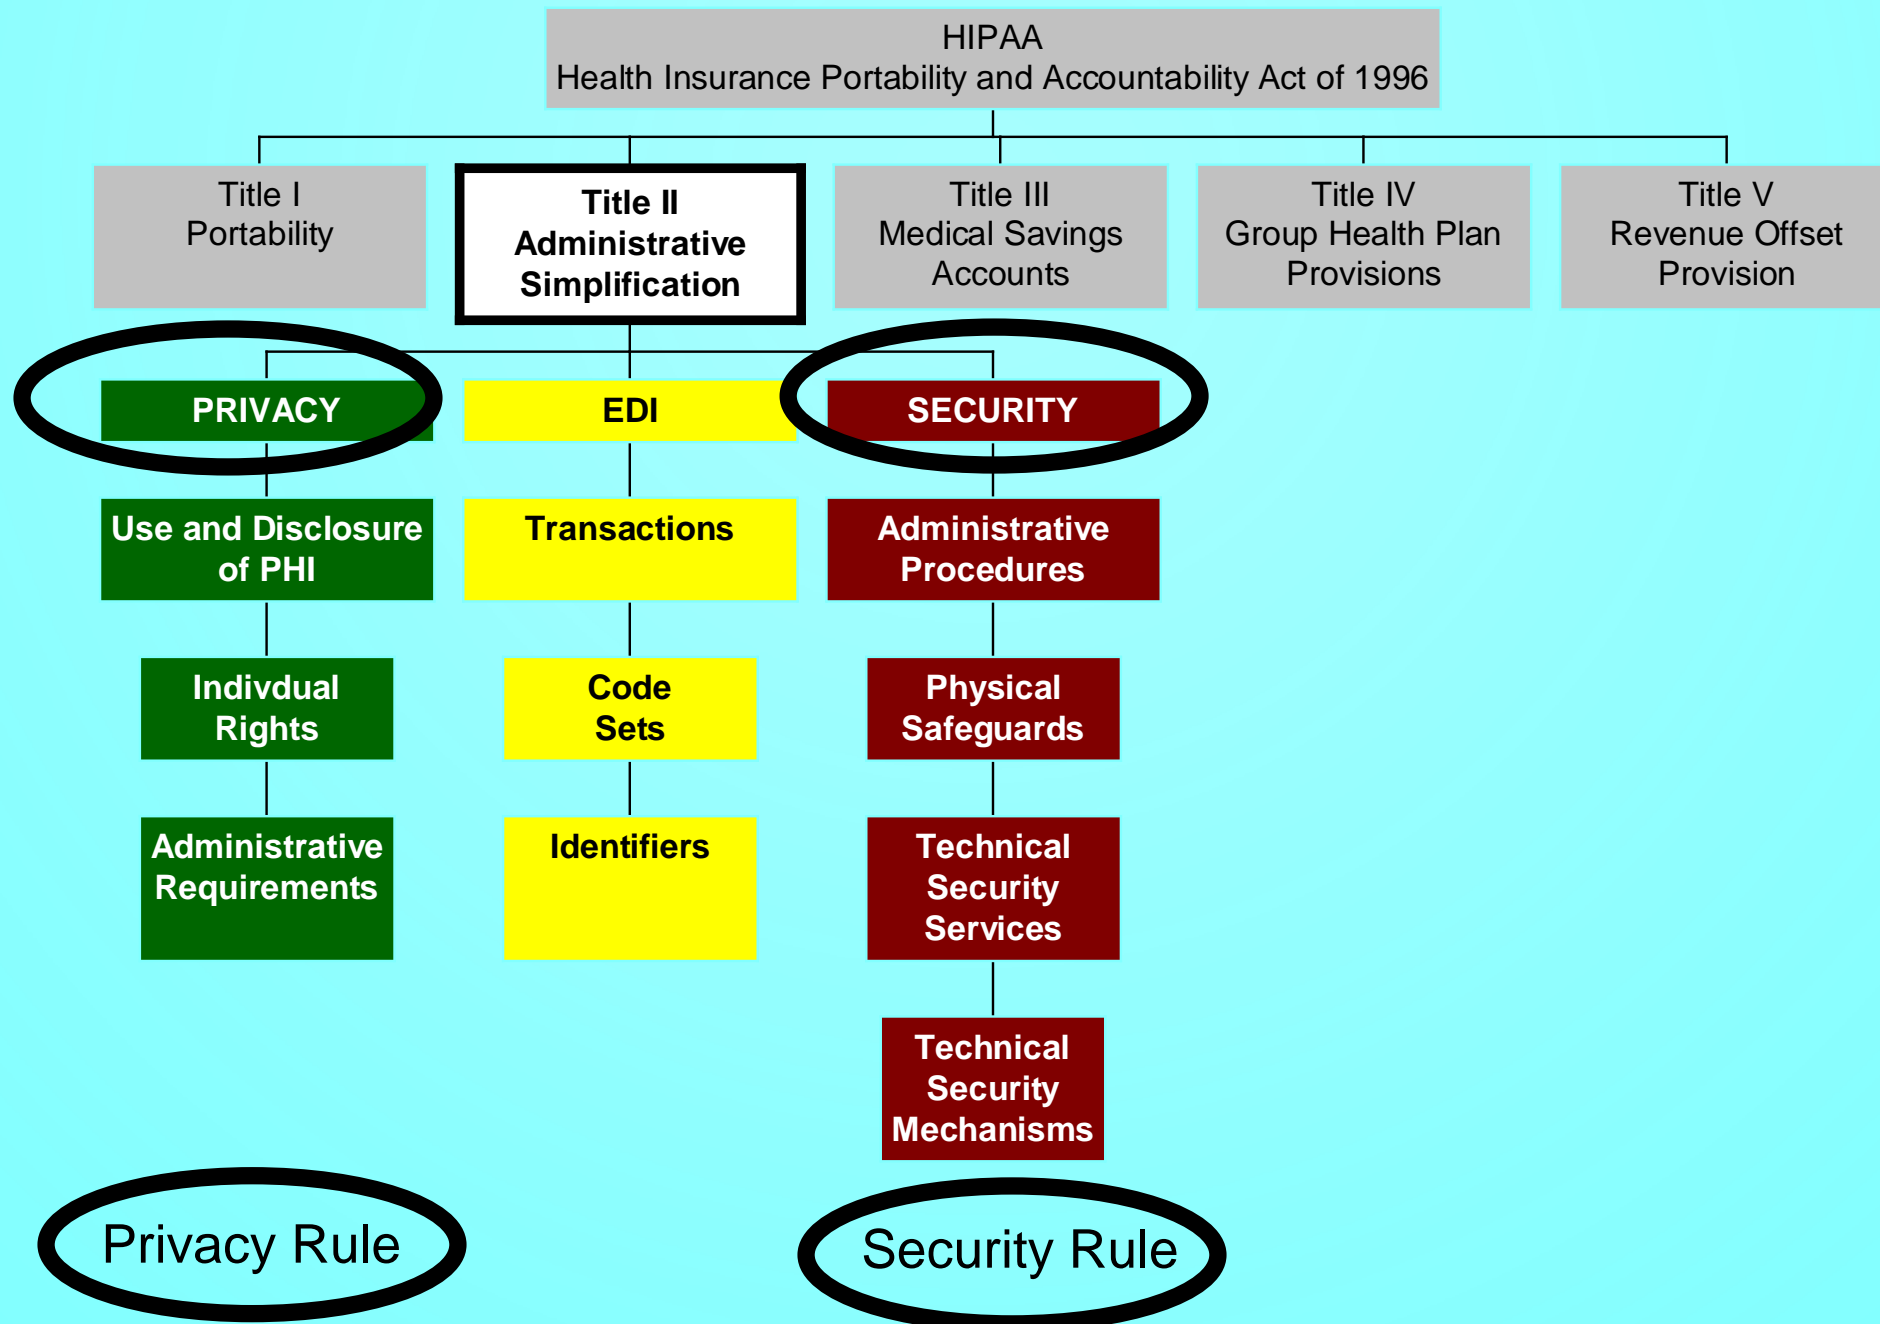 HIPAA
Health Insurance Portability and Accountability Act of 1996
Title I
Portability
Title II
Administrative
Simplification
Title III
Medical Savings
Accounts
Title IV
Group Health Plan
Provisions
Title V
Revenue Offset
Provision
PRIVACY
EDI
SECURITY
Use and Disclosure
of PHI
Transactions
Administrative
Procedures
Indivdual
Rights
Code
Sets
Physical
Safeguards
Administrative
Requirements
Identifiers
Technical
Security
Services
Technical
Security
Mechanisms
Privacy Rule
Security Rule